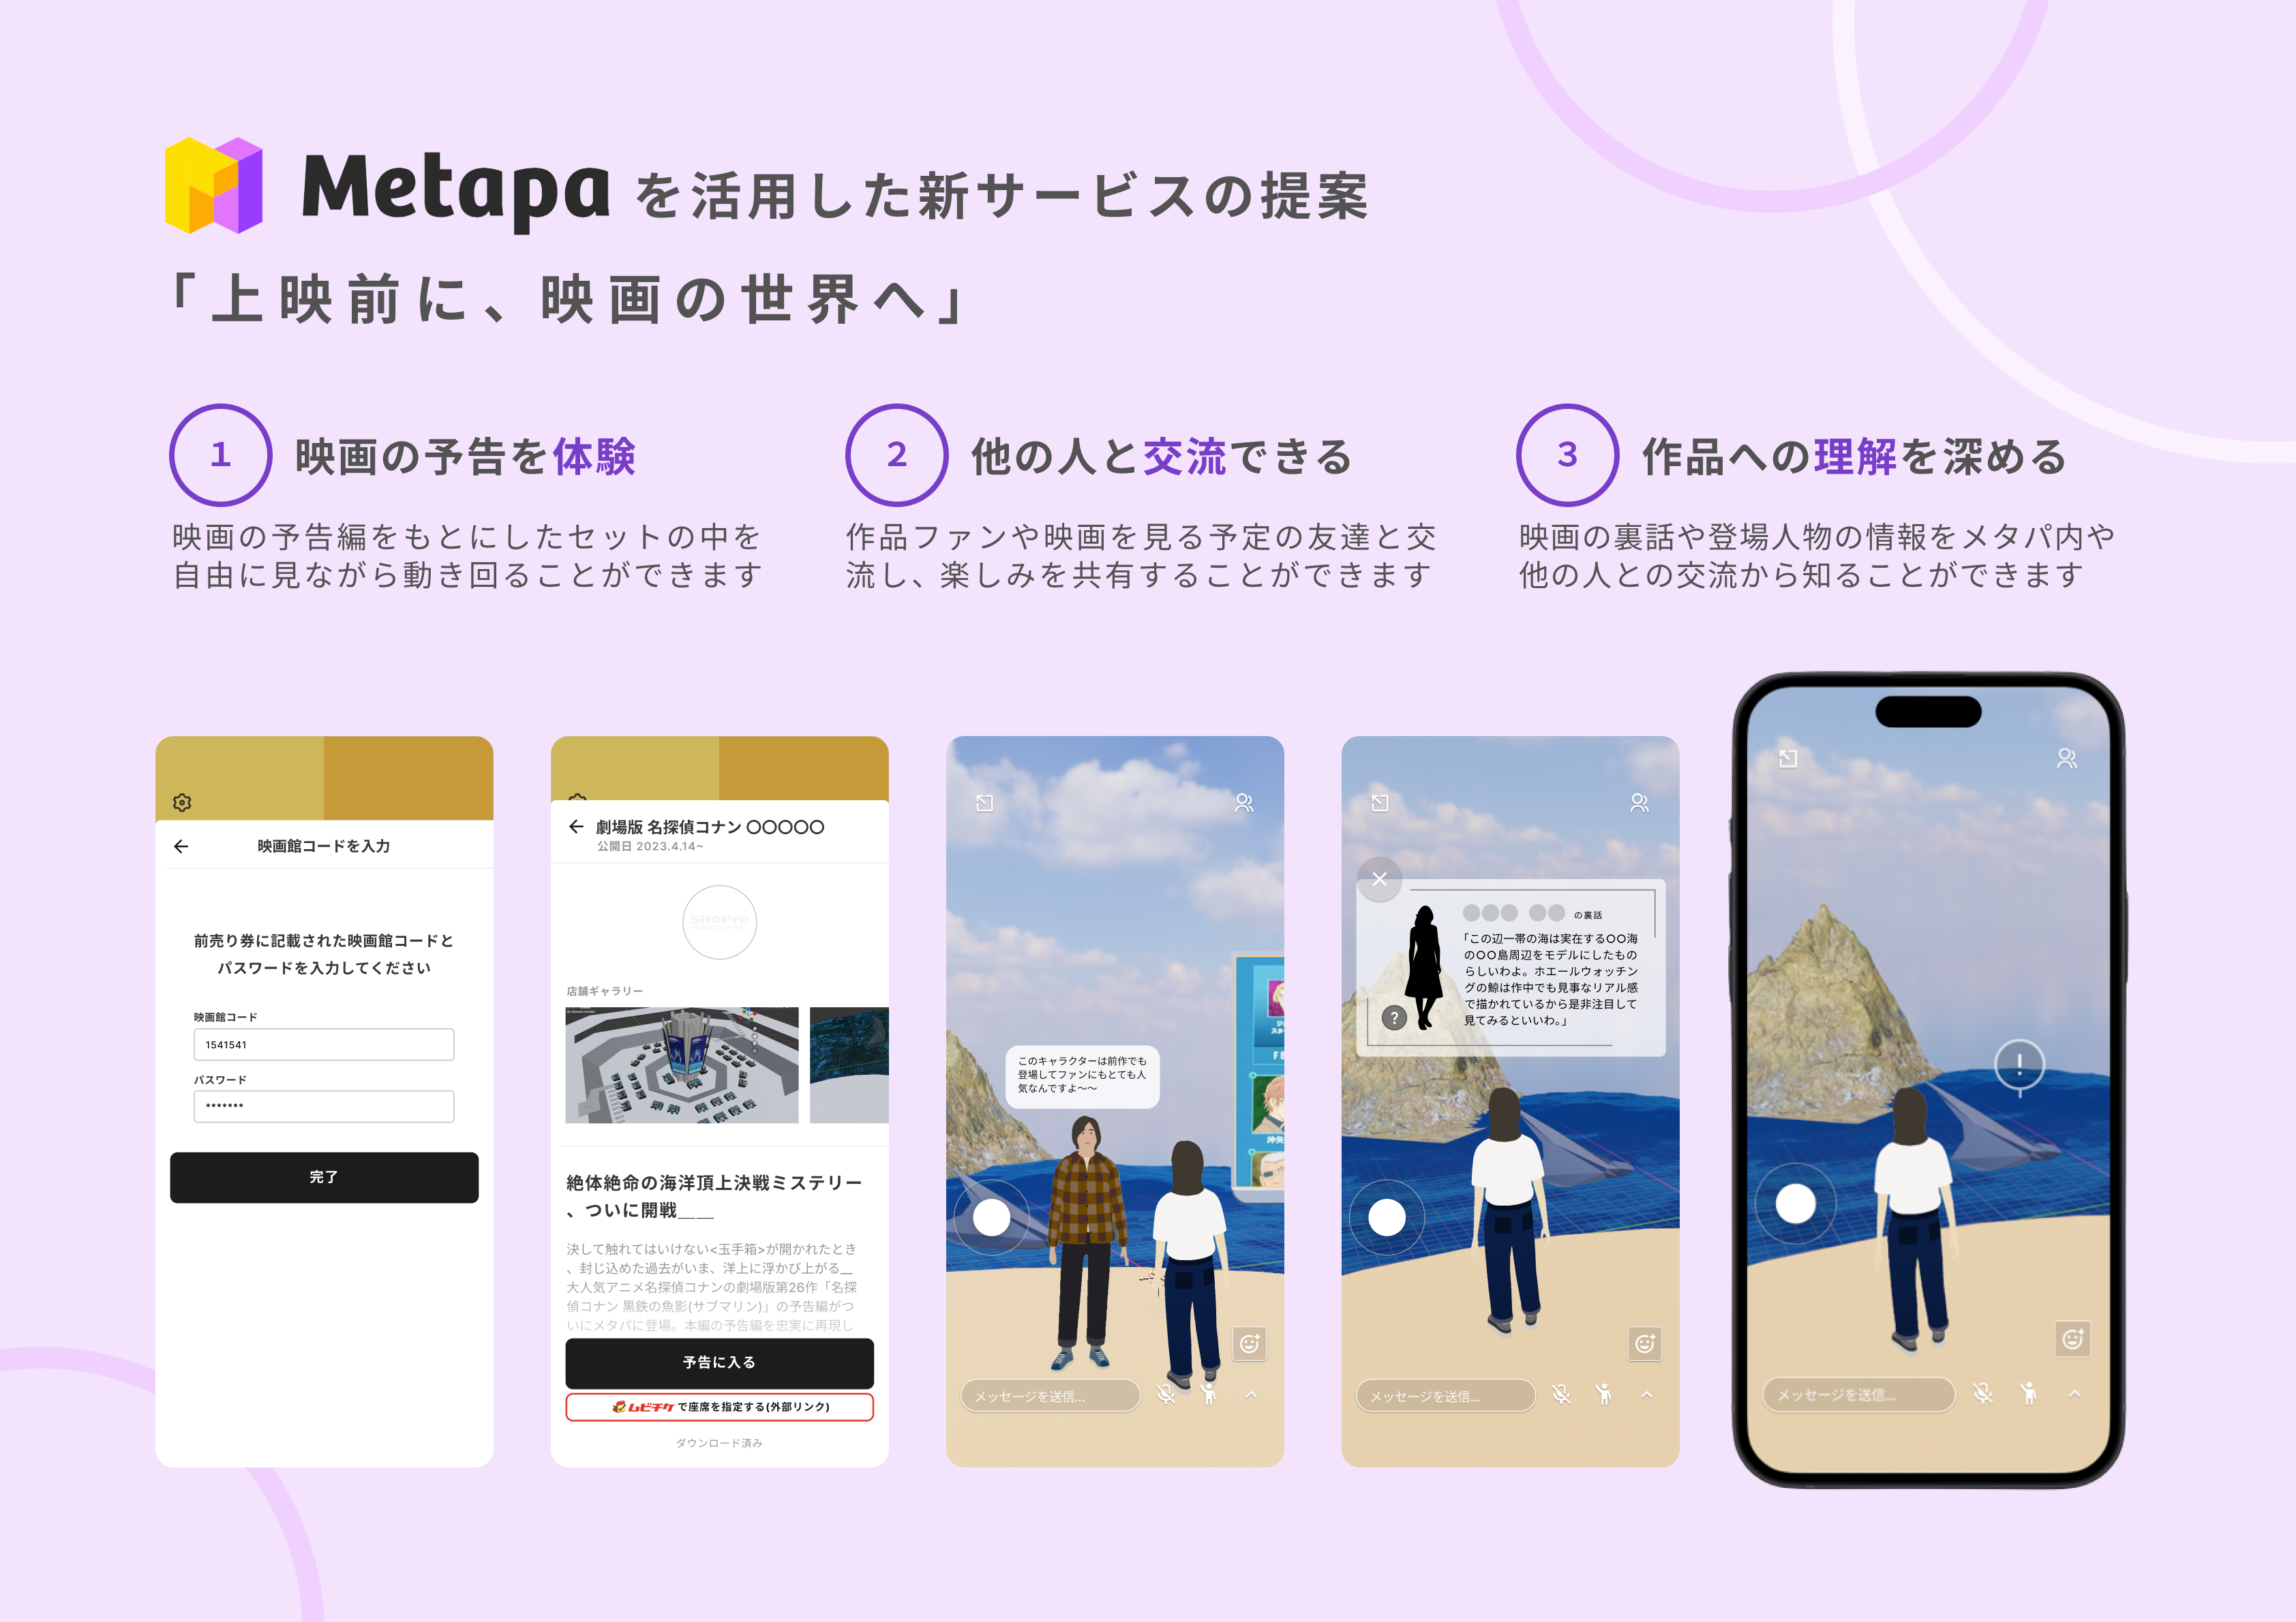 Metapa を活用した新サービスの提案
「上映前に、映画の世界へ」
1 映画の予告を体験
映画の予告編をもとにしたセットの中を
自由に見ながら動き回ることができます
2 他の人と交流できる
作品ファンや映画を見る予定の友達と交
流し、楽しみを共有することができます
3 作品への理解を深める
映画の裏話や登場人物の情報をメタパ内や
他の人との交流から知ることができます
映画館コードを入力
前売り券に記載された映画館コードと
パスワードを入力してください
映画館コード
1541541
パスワード
*******
完了
劇場版 名探偵コナン 〇〇〇〇〇
公開日 2023.4.14~
ShoPro
店舗ギャラリー
絶体絶命の海洋頂上決戦ミステリー
、ついに開戦___
決して触れてはいけない<玉手箱>が開かれたとき
、封じ込めた過去がいま、洋上に浮かび上がる__
大人気アニメ名探偵コナンの劇場版第26作「名探
偵コナン 黒鉄の魚影(サブマリン)」の予告編がつ
いにメタパに登場。本編の予告編を忠実に再現し
予告に入る
ムビチケ で座席を指定する(外部リンク)
ダウンロード済み
このキャラクターは前作でも
登場してファンにもとても人
気なんですよ〜〜
メッセージを送信...
●●● ●● の裏話
「この辺一帯の海は実在する〇〇海
の〇〇島周辺をモデルにしたもの
らしいわよ。ホエールウォッチン
グの鯨は作中でも見事なリアル感
で描かれているから是非注目して
見てみるといいわ。」
?
メッセージを送信...
!
メッセージを送信...